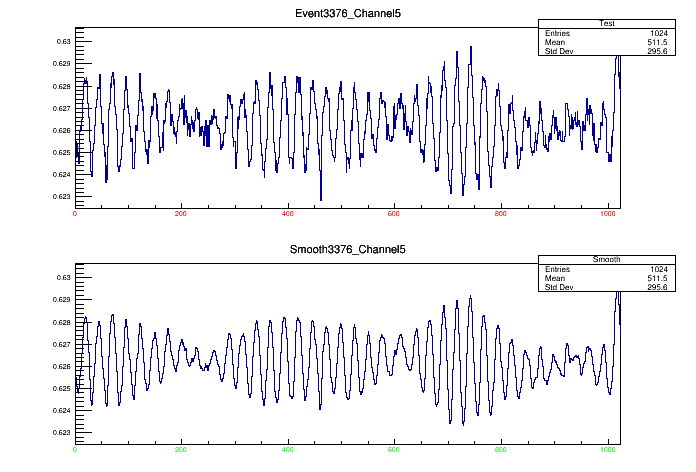 Event3376_Channel5
Test
Entries 1024
Mean 511.5
Std Dev 295.6
0.63
0.629
0.628
0.627
0.626
0.625
0.624
0.623
0 200 400 600 800 1000
Smooth3376_Channel5
Smooth
Entries 1024
Mean 511.5
Std Dev 295.6
0.63
0.629
0.628
0.627
0.626
0.625
0.624
0.623
0 200 400 600 800 1000